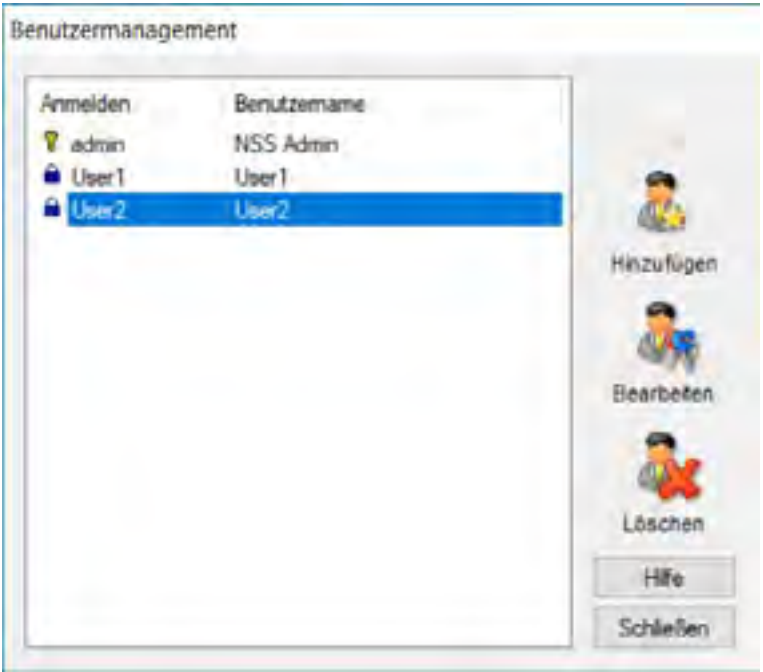 Benutzermanagement
Anmelden Benutzername
admin NSS Admin
User1 User1
User2 User2
Hinzufügen
Bearbeiten
Löschen
Hilfe
Schließen